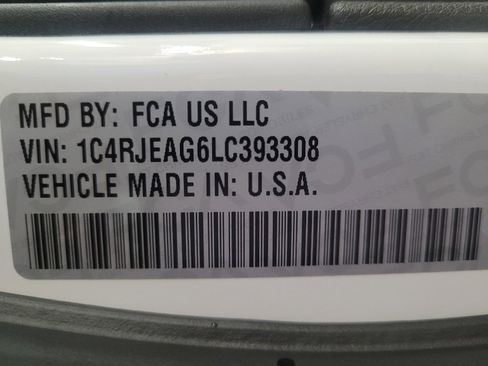 MFD BY: FCA US LLC
VIN: 1C4RJEAG6LC393308
VEHICLE MADE IN: U.S.A.